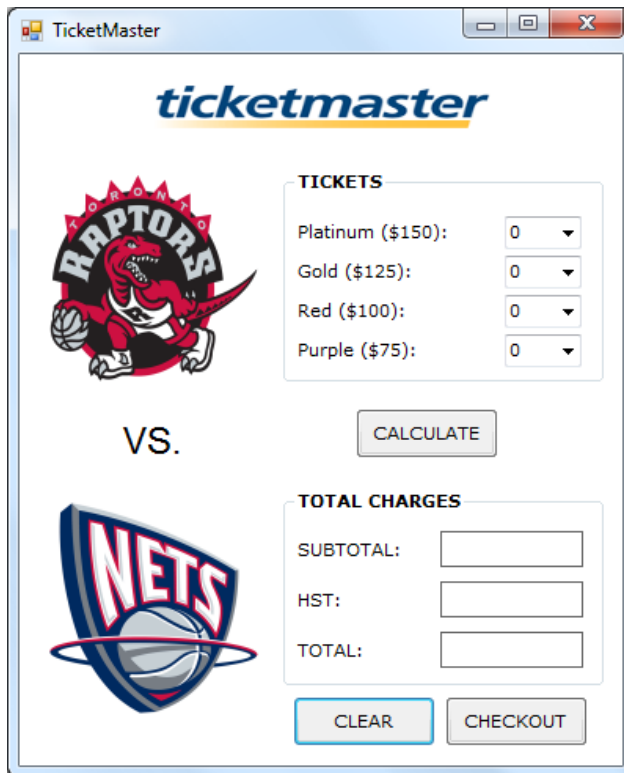 TicketMaster
ticketmaster
TORONTO
RAPTORS
VS.
NETS
TICKETS
Platinum ($150): 0
Gold ($125): 0
Red ($100): 0
Purple ($75): 0
CALCULATE
TOTAL CHARGES
SUBTOTAL:
HST:
TOTAL:
CLEAR CHECKOUT